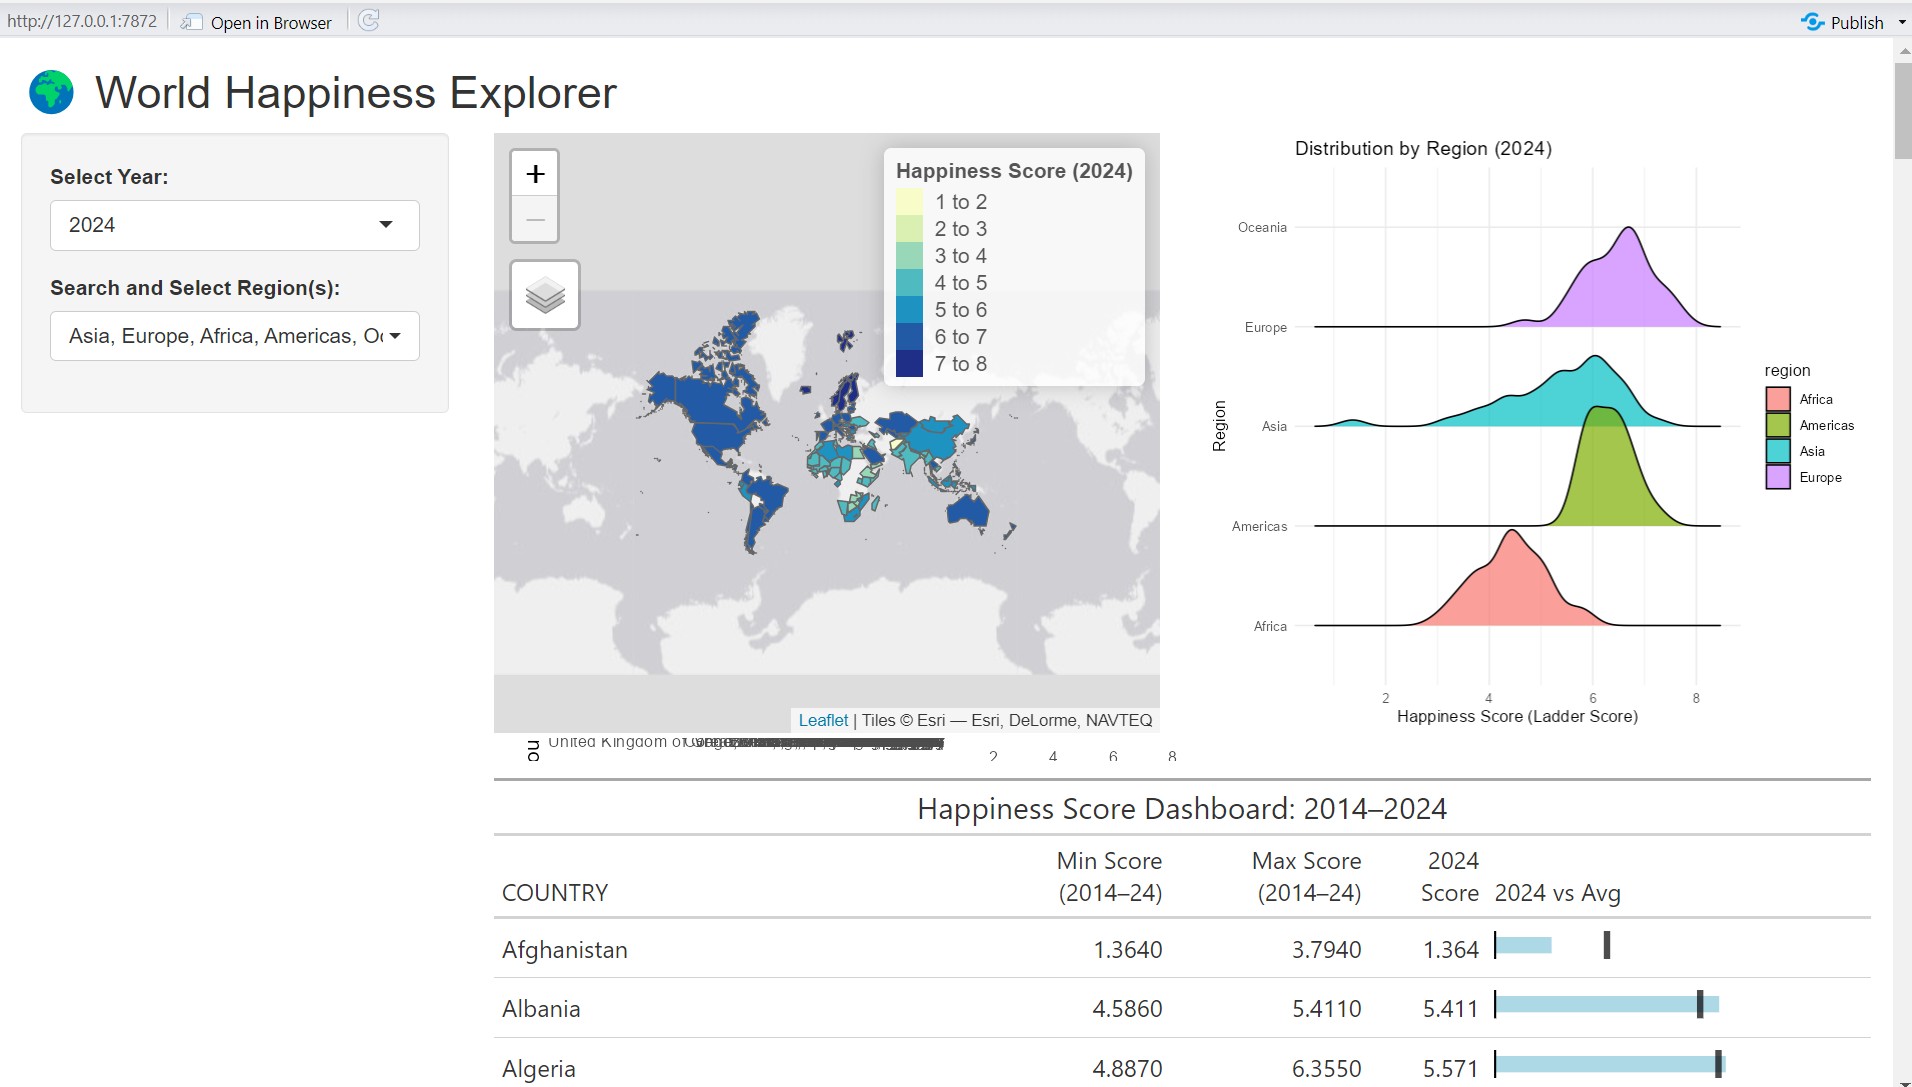 http://127.0.0.1:7872
Open in Browser
Publish
World Happiness Explorer
Select Year:
2024
Search and Select Region(s):
Asia, Europe, Africa, Americas, Oc
+
−
Happiness Score (2024)
1 to 2
2 to 3
3 to 4
4 to 5
5 to 6
6 to 7
7 to 8
Leaflet | Tiles © Esri — Esri, DeLorme, NAVTEQ
Distribution by Region (2024)
Region
Oceania
Europe
Asia
Americas
Africa
2 4 6 8
Happiness Score (Ladder Score)
region
Africa
Americas
Asia
Europe
United Kingdom of
2 4 6 8
Happiness Score Dashboard: 2014–2024
COUNTRY Min Score (2014–24) Max Score (2014–24) 2024 Score 2024 vs Avg
Afghanistan 1.3640 3.7940 1.364
Albania 4.5860 5.4110 5.411
Algeria 4.8870 6.3550 5.571